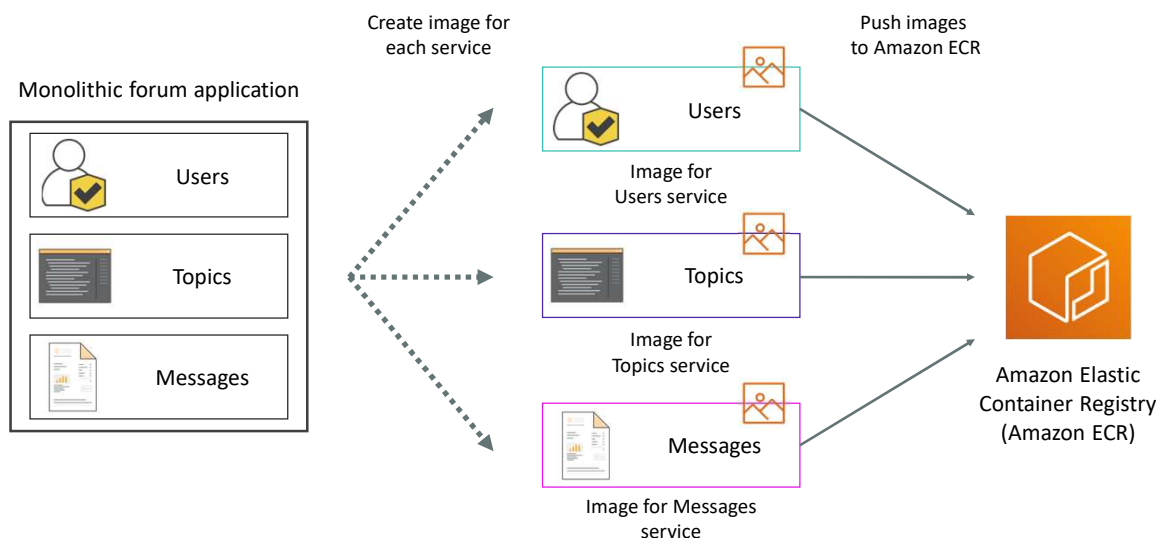 Create image for
each service
Push images
to Amazon ECR
Monolithic forum application
Users
Topics
Messages
Users
Image for
Users service
Topics
Image for
Topics service
Messages
Image for Messages
service
Amazon Elastic
Container Registry
(Amazon ECR)